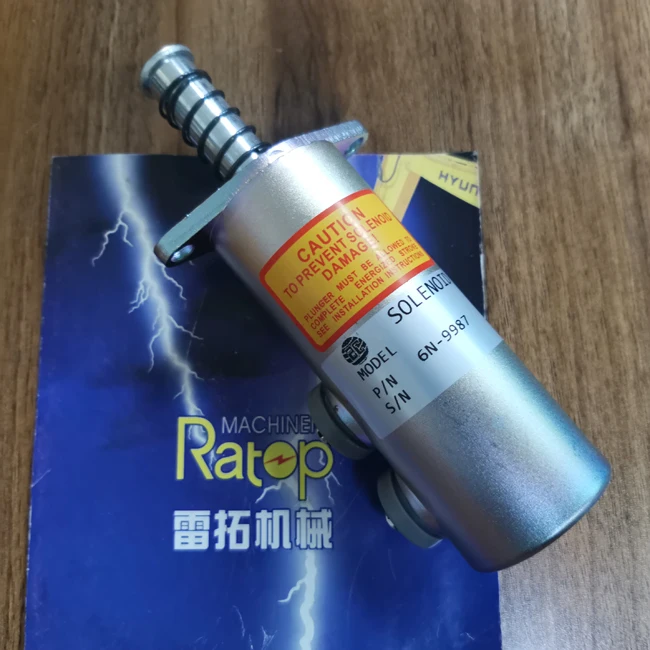 HYUN
CAUTION
TO PREVENT SOLENOID
DAMAGE
PLUNGER MUST BE ALLOWED TO
COMPLETE ENERGIZED STROKE
SEE INSTALLATION INSTRUCTIONS
SOLENOID
MODEL
P/N 6N-9987
S/N
MACHINER
Ratop
雷拓机械